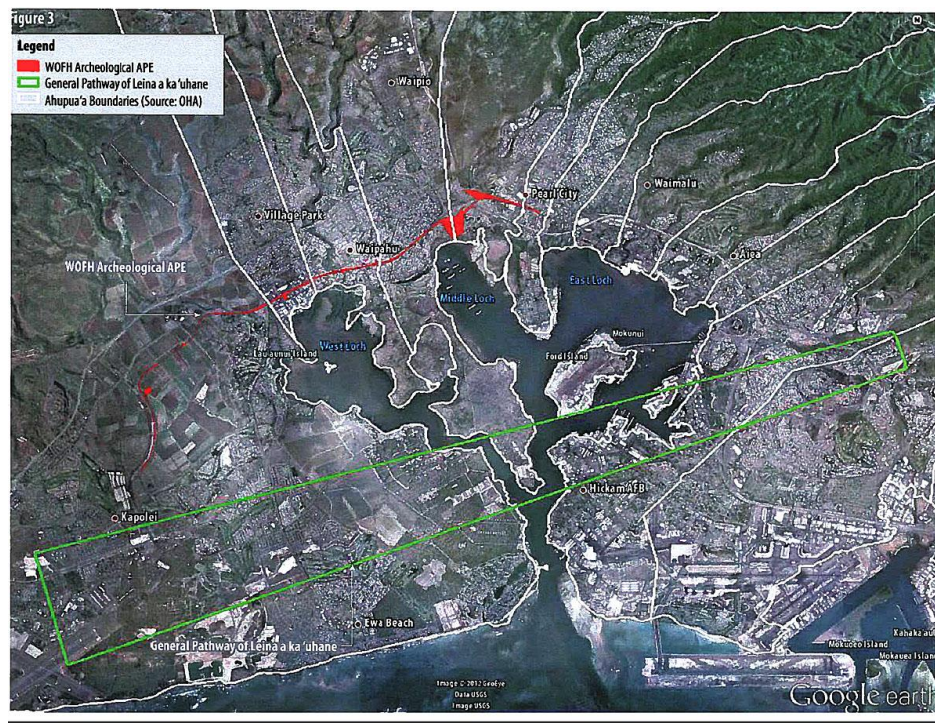 Figure 3
Legend
WOFH Archeological APE
General Pathway of Leina a ka 'uhane
Ahupua'a Boundaries (Source: OHA)
Waipio
Pearl City
Waimalu
Village Park
Waipahu
Aiea
WOFH Archeological APE
East Loch
Middle Loch
Mokunui
West Loch
Laulaunui Island
Ford Island
Hickam AFB
Kapolei
Ewa Beach
General Pathway of Leina a ka 'uhane
Mokuoeo Island
Mokauea Island
Image © 2012 GeoEye
Data USGS
Image USGS
Google earth